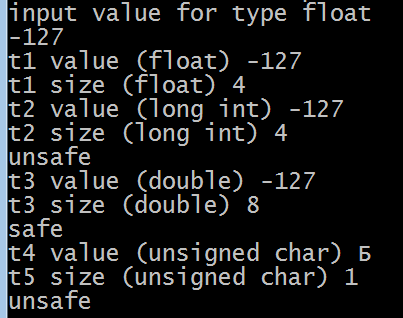 input value for type float
-127
t1 value (float) -127
t1 size (float) 4
t2 value (long int) -127
t2 size (long int) 4
unsafe
t3 value (double) -127
t3 size (double) 8
safe
t4 value (unsigned char) Б
t5 size (unsigned char) 1
unsafe